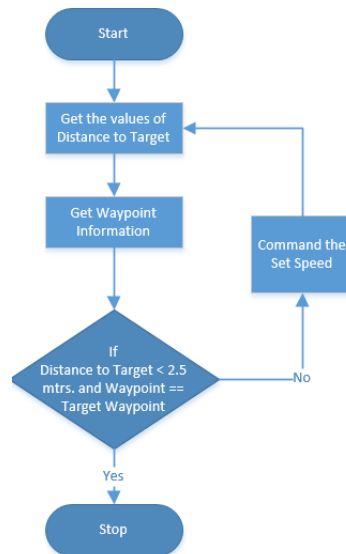 Start
Get the values of
Distance to Target
Get Waypoint
Information
Command the
Set Speed
If
Distance to Target < 2.5
mtrs. and Waypoint ==
Target Waypoint
No
Yes
Stop